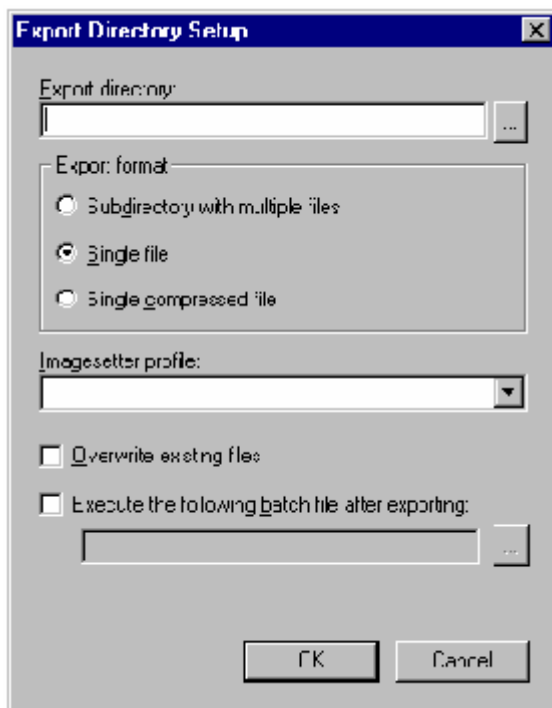 Export Directory Setup
Export directory:
...
Export format
Subdirectory with multiple files
Single file
Single compressed file
Imagesetter profile:
Overwrite existing files
Execute the following batch file after exporting:
...
OK
Cancel